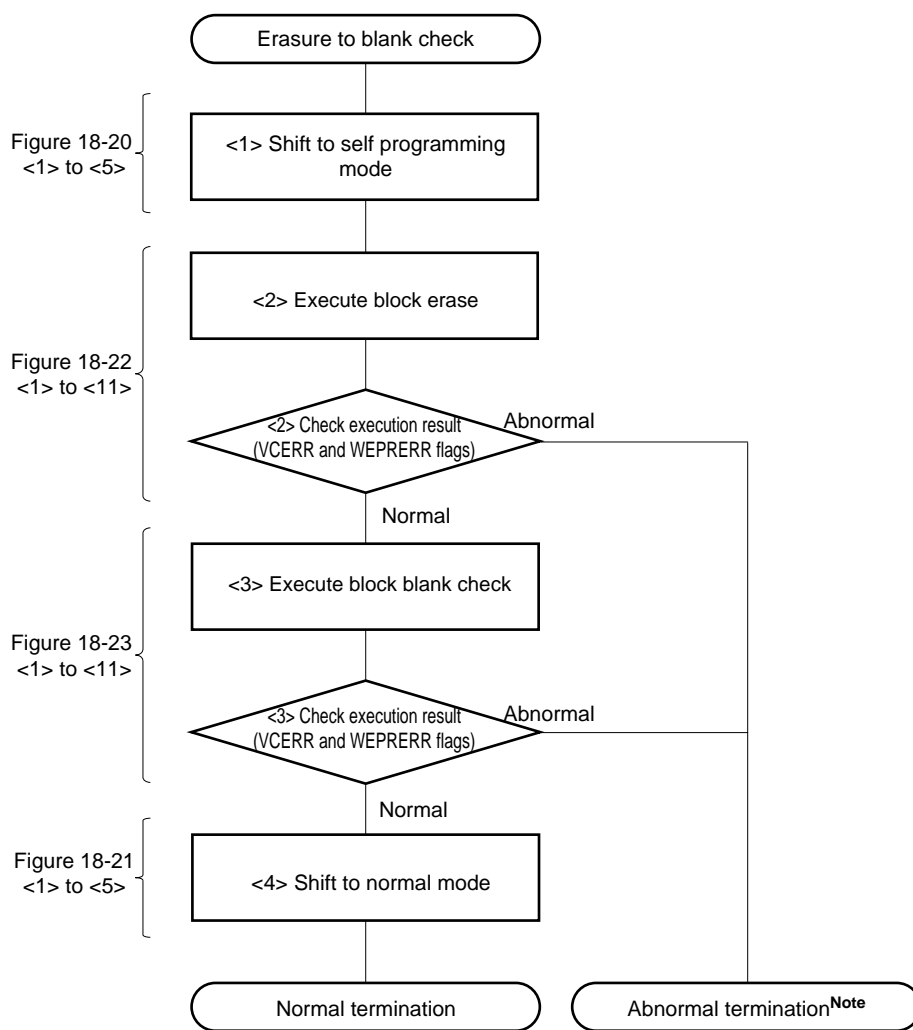 Erasure to blank check
Figure 18-20
<1> to <5>
<1> Shift to self programming
mode
<2> Execute block erase
Figure 18-22
<1> to <11>
<2> Check execution result
(VCERR and WEPRERR flags)
Abnormal
Normal
<3> Execute block blank check
Figure 18-23
<1> to <11>
<3> Check execution result
(VCERR and WEPRERR flags)
Abnormal
Normal
Figure 18-21
<1> to <5>
<4> Shift to normal mode
Normal termination
Abnormal terminationNote